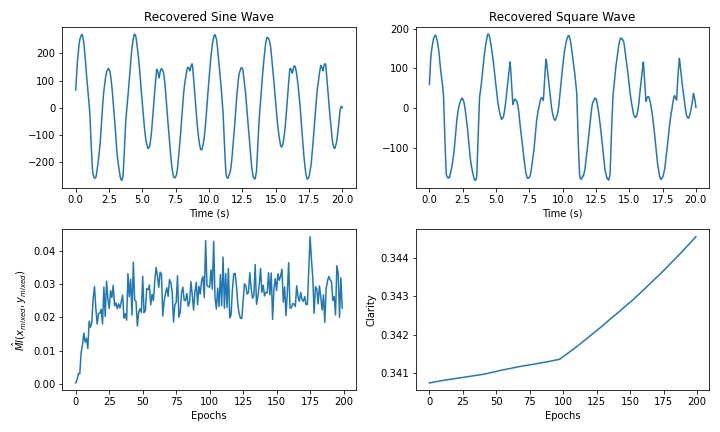 Recovered Sine Wave
200
100
0
−100
−200
0.0 2.5 5.0 7.5 10.0 12.5 15.0 17.5 20.0
Time (s)
Recovered Square Wave
200
100
0
−100
0.0 2.5 5.0 7.5 10.0 12.5 15.0 17.5 20.0
Time (s)
0.04
0.03
0.02
0.01
0.00
M̂I(x_mixed, y_mixed)
0 25 50 75 100 125 150 175 200
Epochs
0.344
0.343
0.342
0.341
Clarity
0 25 50 75 100 125 150 175 200
Epochs